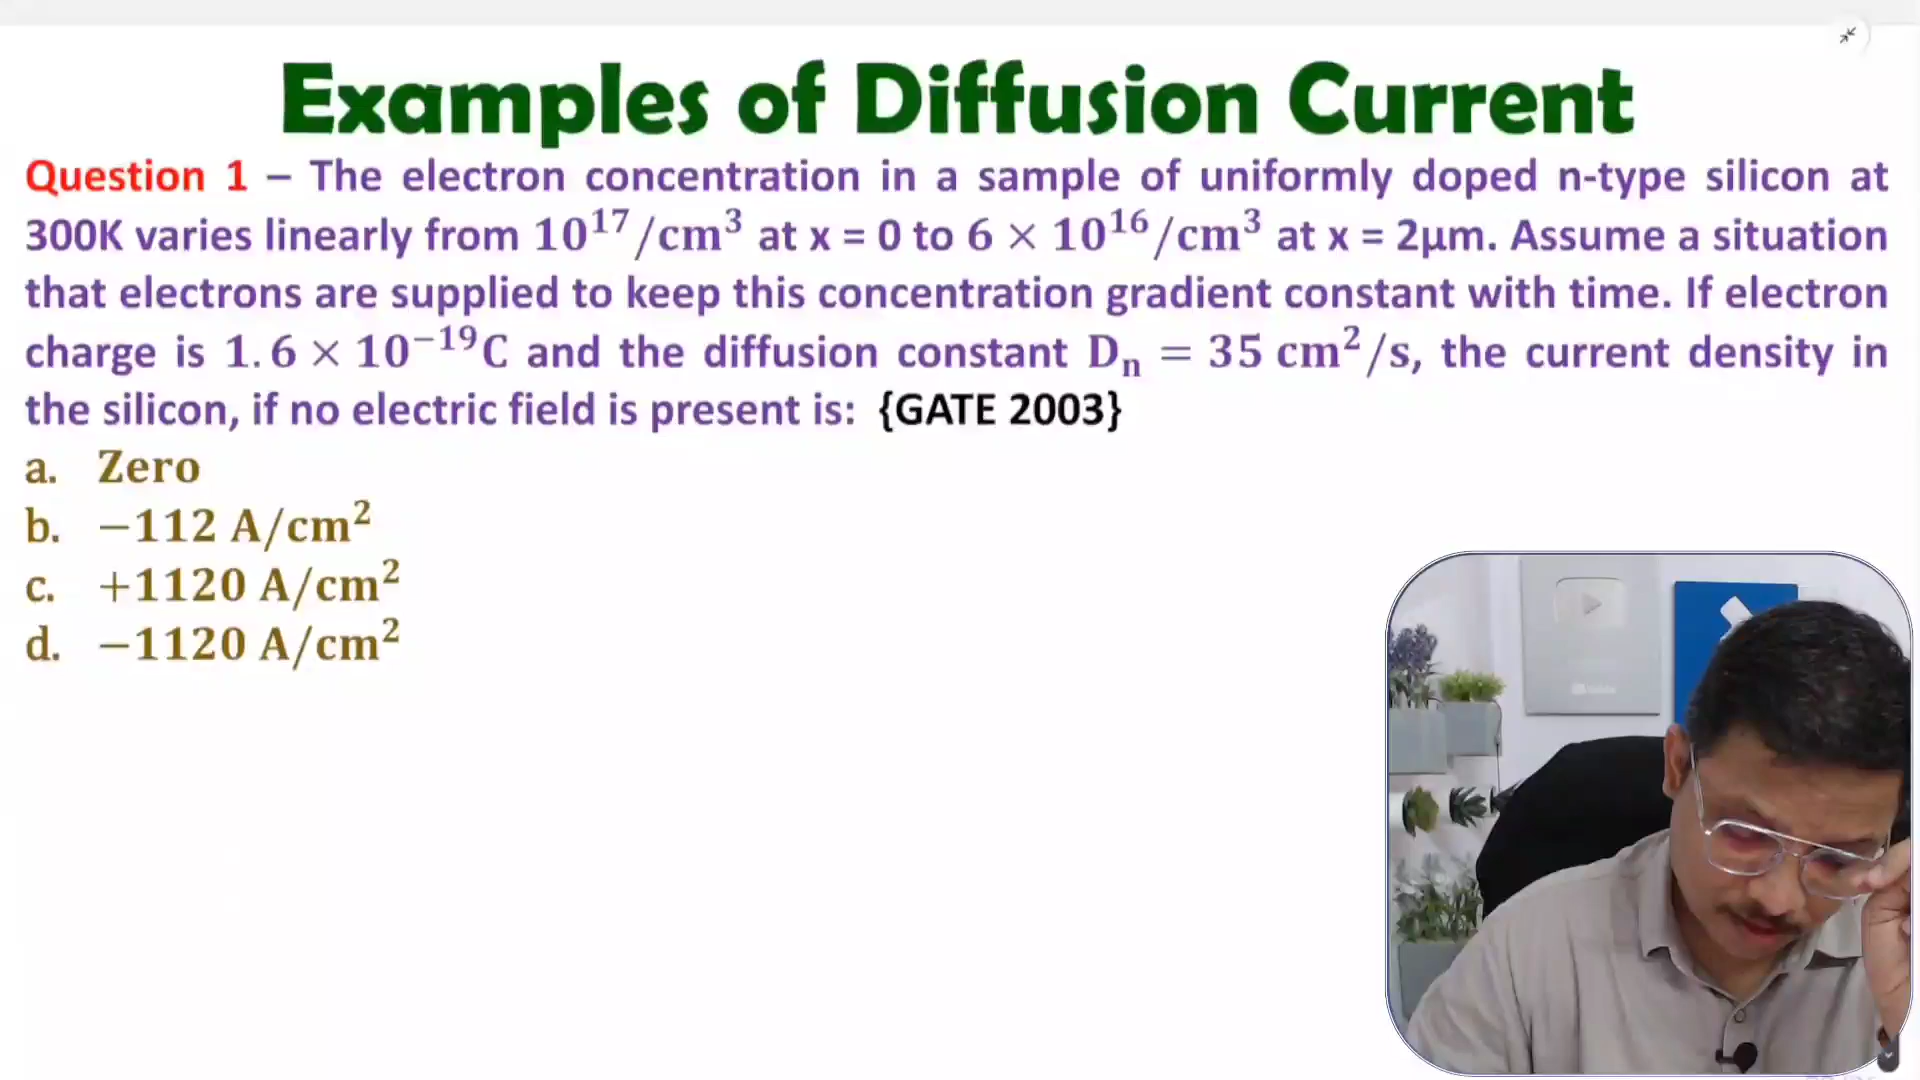 Examples of Diffusion Current
Question 1 – The electron concentration in a sample of uniformly doped n-type silicon at
300K varies linearly from 10¹⁷/cm³ at x = 0 to 6 × 10¹⁶/cm³ at x = 2μm. Assume a situation
that electrons are supplied to keep this concentration gradient constant with time. If electron
charge is 1.6 × 10⁻¹⁹C and the diffusion constant Dₙ = 35 cm²/s, the current density in
the silicon, if no electric field is present is: {GATE 2003}
a. Zero
b. −112 A/cm²
c. +1120 A/cm²
d. −1120 A/cm²